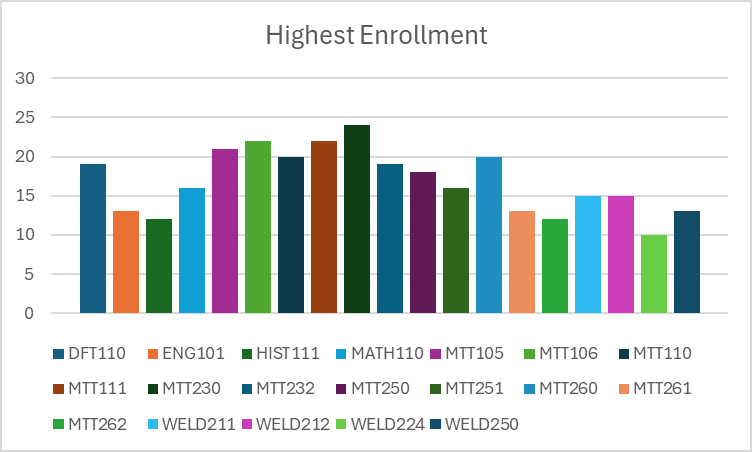 Highest Enrollment
30
25
20
15
10
5
0
DFT110 ENG101 HIST111 MATH110 MTT105 MTT106 MTT110
MTT111 MTT230 MTT232 MTT250 MTT251 MTT260 MTT261
MTT262 WELD211 WELD212 WELD224 WELD250